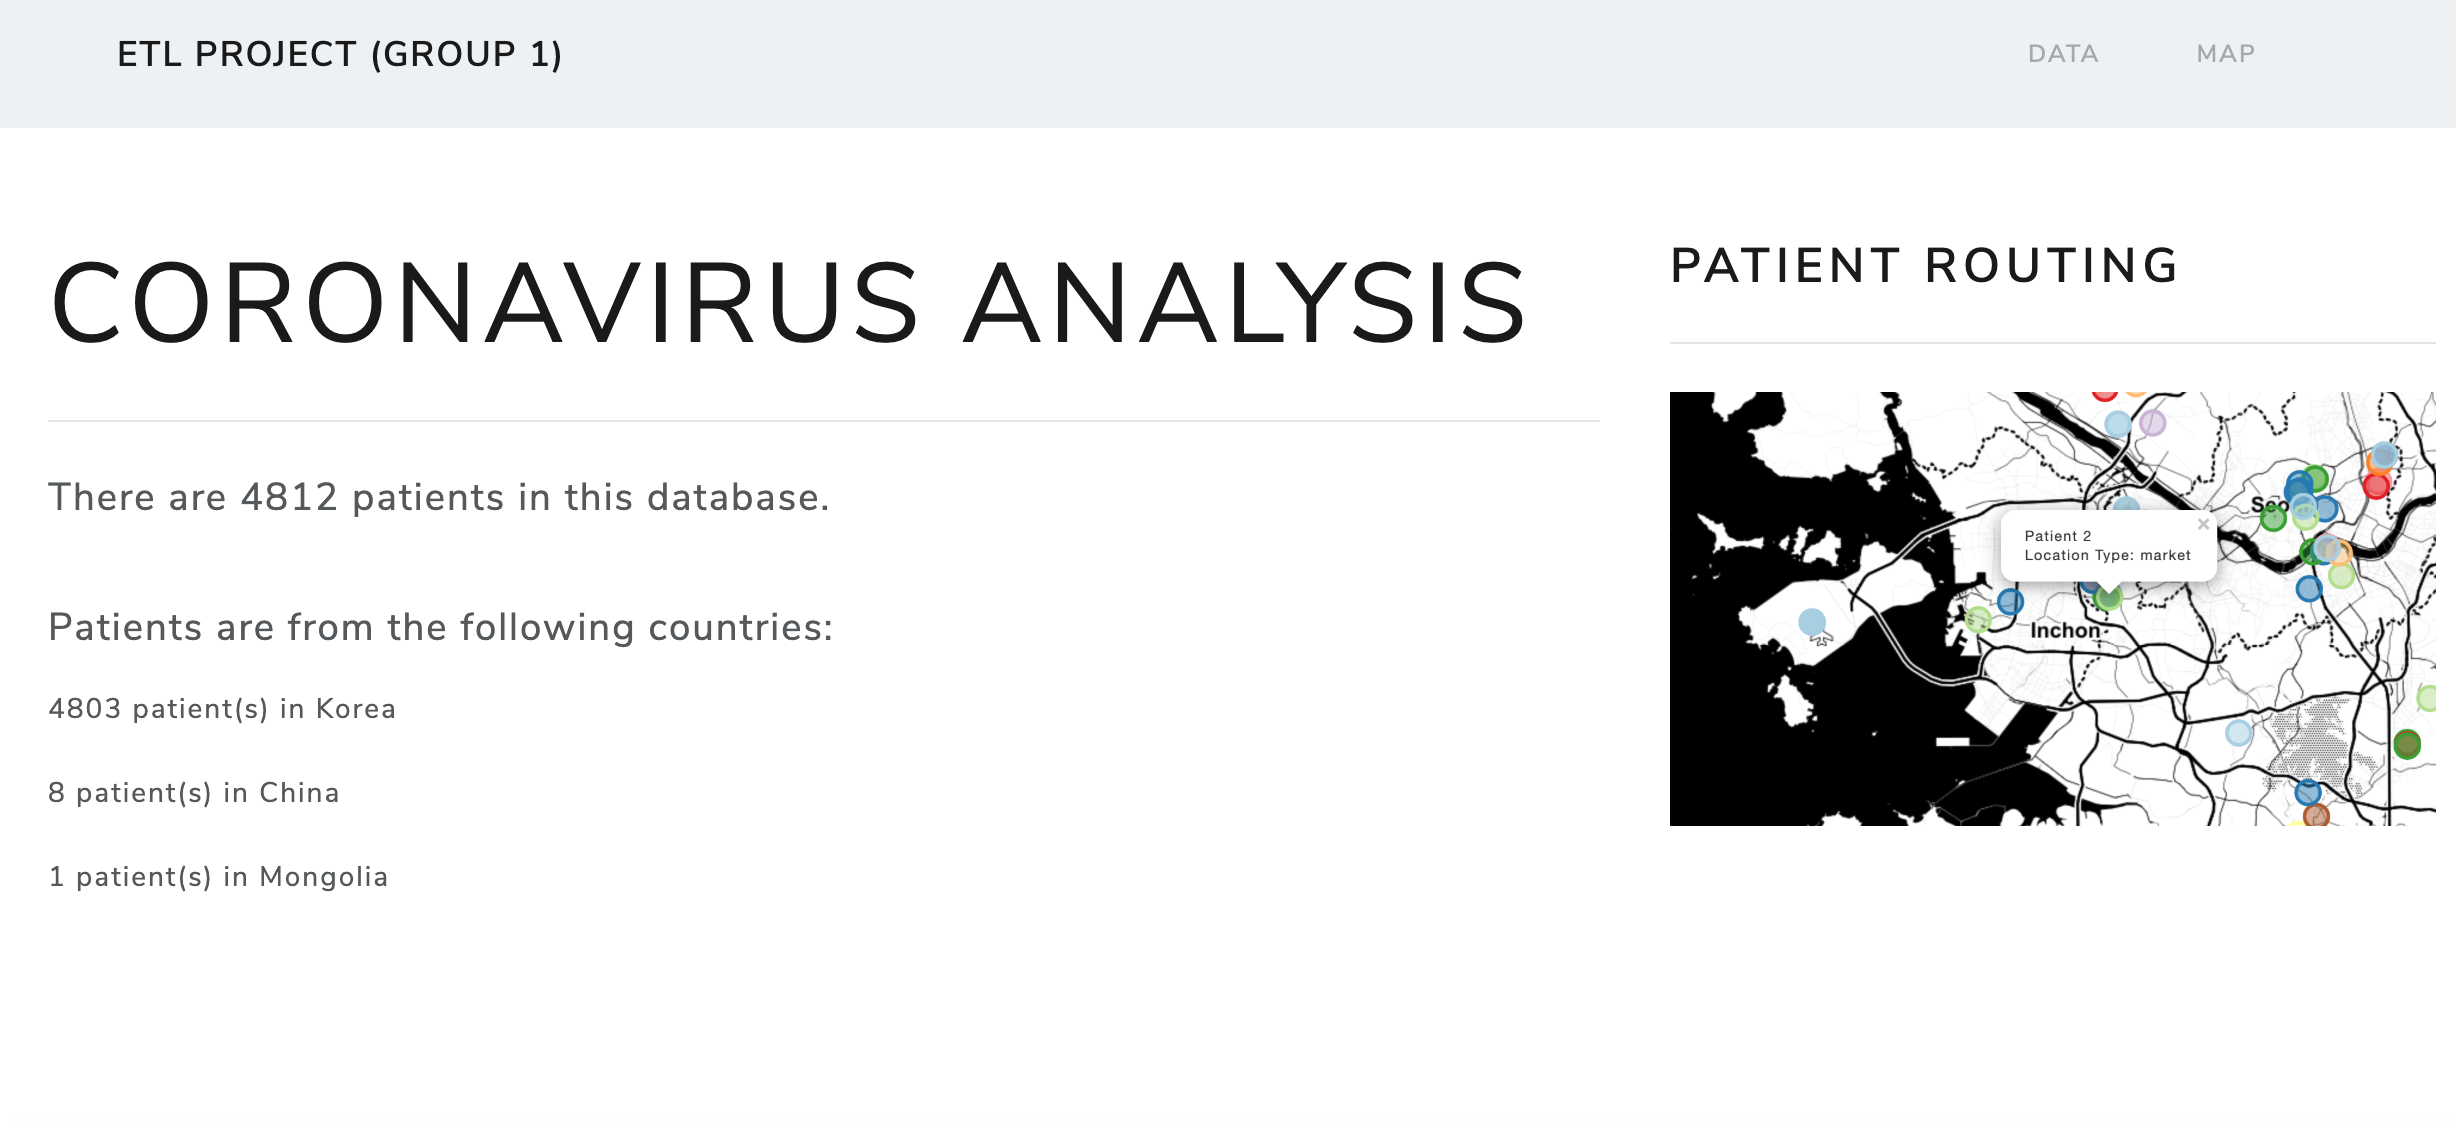 ETL PROJECT (GROUP 1)
DATA
MAP
CORONAVIRUS ANALYSIS
There are 4812 patients in this database.
Patients are from the following countries:
4803 patient(s) in Korea
8 patient(s) in China
1 patient(s) in Mongolia
PATIENT ROUTING
Patient 2
×
Location Type: market
Inchon